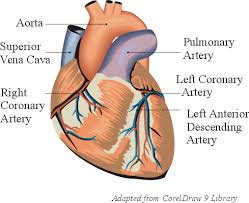 Aorta
Superior
Vena Cava
Right
Coronary
Artery
Pulmonary
Artery
Left Coronary
Artery
Left Anterior
Descending
Artery
Adapted from CorelDraw 9 Library